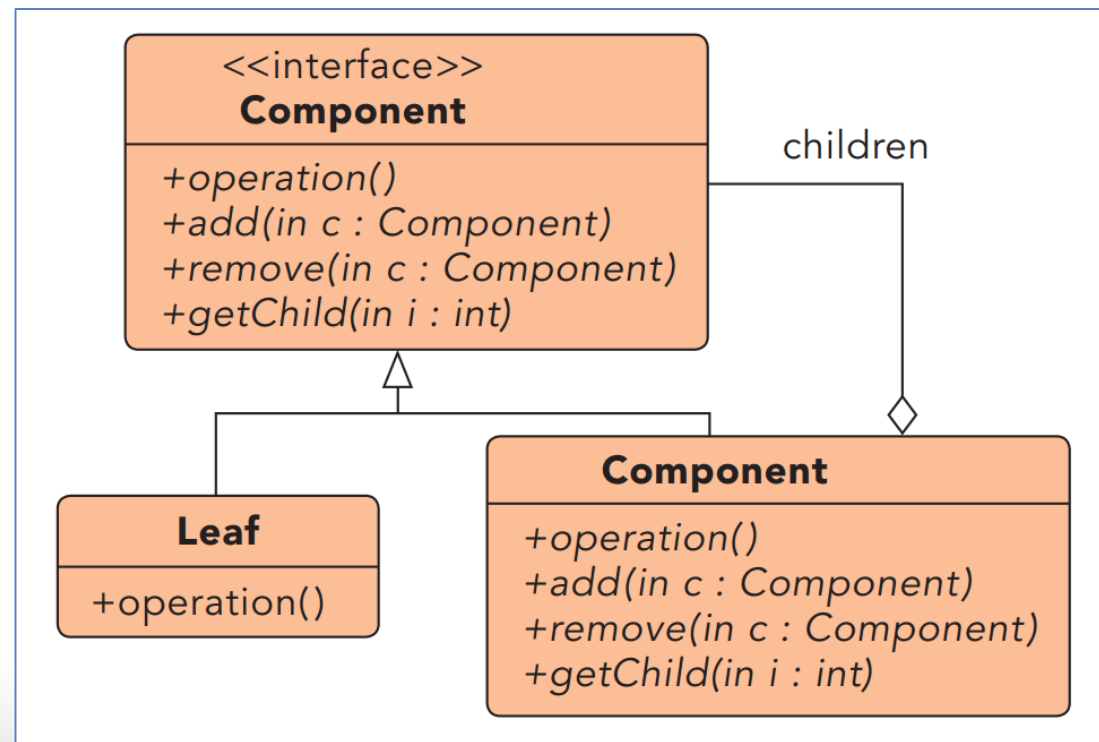 <<interface>>
Component
+operation()
+add(in c : Component)
+remove(in c : Component)
+getChild(in i : int)
children
Leaf
+operation()
Component
+operation()
+add(in c : Component)
+remove(in c : Component)
+getChild(in i : int)